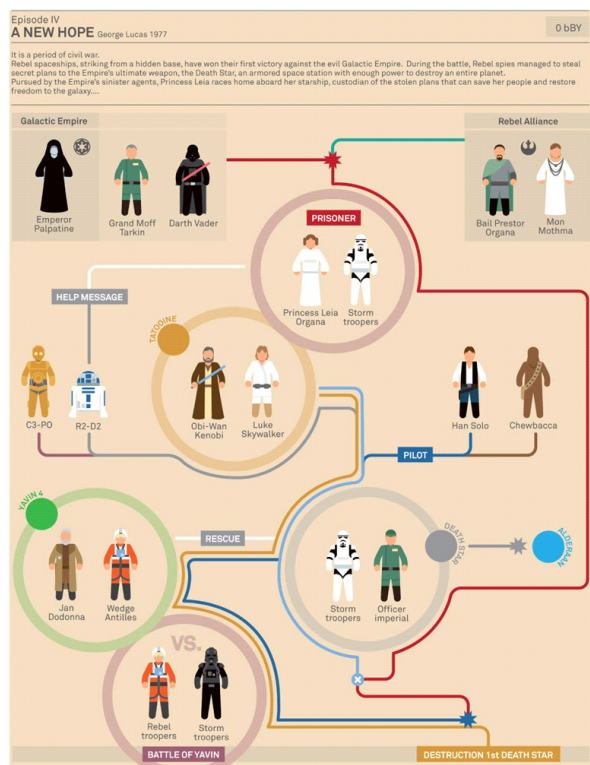 Episode IV
A NEW HOPE George Lucas 1977
0 bBY
It is a period of civil war.
Rebel spaceships, striking from a hidden base, have won their first victory against the evil Galactic Empire. During the battle, Rebel spies managed to steal
secret plans to the Empire's ultimate weapon, the Death Star, an armored space station with enough power to destroy an entire planet.
Pursued by the Empire's sinister agents, Princess Leia races home aboard her starship, custodian of the stolen plans that can save her people and restore
freedom to the galaxy....
Galactic Empire
Rebel Alliance
Emperor
Palpatine
Grand Moff
Tarkin
Darth Vader
PRISONER
Bail Prestor
Organa
Mon
Mothma
HELP MESSAGE
Princess Leia
Organa
Storm
troopers
TATOOINE
C3-PO
R2-D2
Obi-Wan
Kenobi
Luke
Skywalker
Han Solo
Chewbacca
PILOT
YAVIN 4
RESCUE
DEATH STAR
ALDERAAN
Jan
Dodonna
Wedge
Antilles
Storm
troopers
Officer
imperial
VS.
Rebel
troopers
Storm
troopers
BATTLE OF YAVIN
DESTRUCTION 1st DEATH STAR